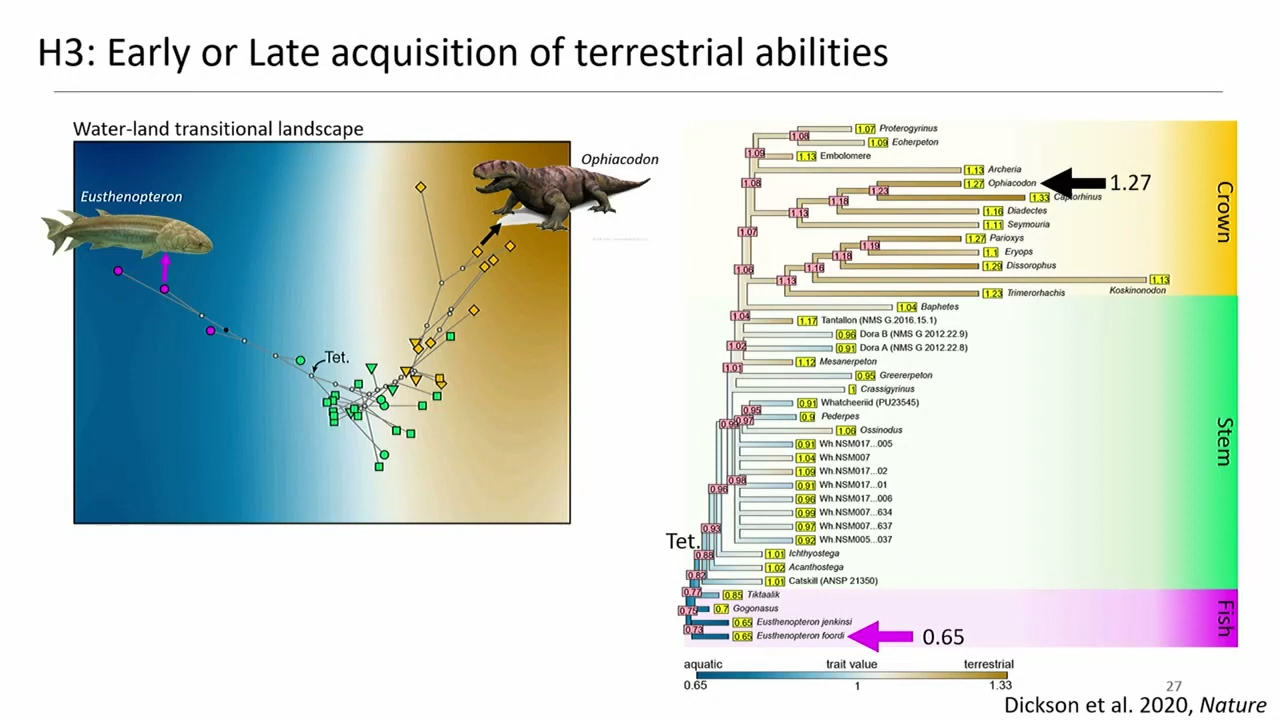 H3: Early or Late acquisition of terrestrial abilities
Water-land transitional landscape
Ophiacodon
Eusthenopteron
Tet.
1.07 Proterogyrinus
1.08
1.09 Eoherpeton
1.09
1.13 Embolomere
1.13 Archeria
1.08
1.27 Ophiacodon
1.27
1.23
1.33 Captorhinus
1.18
1.13
1.16 Diadectes
1.11 Seymouria
1.07
1.27 Parioxys
1.19
1.1 Eryops
1.18
1.29 Dissorophus
1.16
1.06
1.13
1.13
Koskinonodon
1.23 Trimerorhachis
1.04 Baphetes
1.04
1.17 Tantallon (NMS G.2016.15.1)
0.96 Dora B (NMS G 2012.22.9)
1.02
0.91 Dora A (NMS G 2012.22.8)
1.12 Mesanerpeton
1.01
0.95 Greererpeton
1 Crassigyrinus
0.91 Whatcheeriid (PU23545)
0.95
0.9 Pederpes
0.97
1.06 Ossinodus
0.91 Wh.NSM017...005
1.04 Wh.NSM007
1.09 Wh.NSM017...02
0.98
0.91 Wh.NSM017...01
0.96
0.96 Wh.NSM017...006
0.99 Wh.NSM007...634
0.97 Wh.NSM007...637
0.93
0.92 Wh.NSM005...037
Tet.
0.88
1.01 Ichthyostega
1.02 Acanthostega
0.82
1.01 Catskill (ANSP 21350)
0.77
0.85 Tiktaalik
0.75
0.7 Gogonasus
0.65 Eusthenopteron jenkinsi
0.73
0.65 Eusthenopteron foordi
0.65
Crown
Stem
Fish
aquatic trait value terrestrial
0.65 1 1.33
27
Dickson et al. 2020, Nature